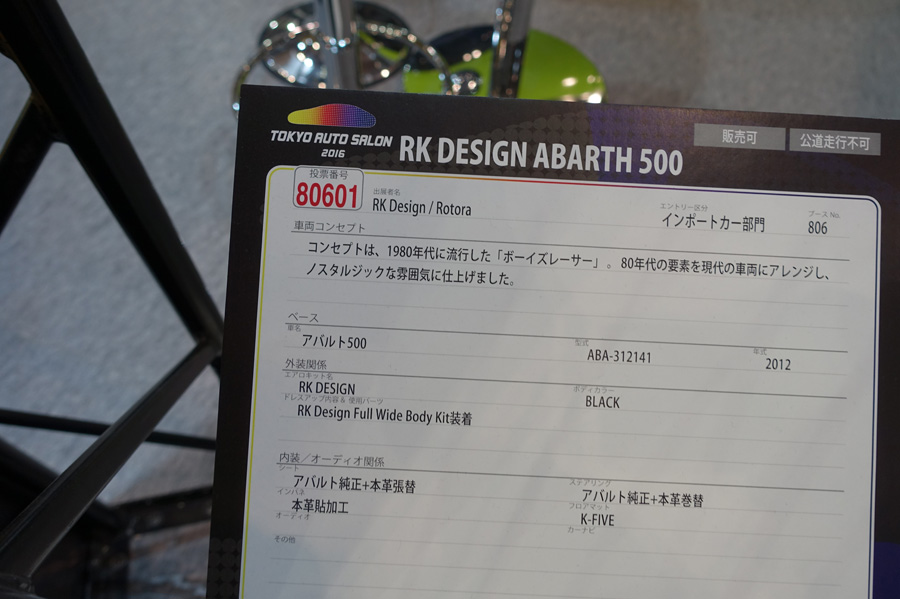 TOKYO AUTO SALON
2016
RK DESIGN ABARTH 500
販売可
公道走行不可
投票番号
80601
出展者名
RK Design / Rotora
エントリー区分
インポートカー部門
ブース No.
806
車両コンセプト
コンセプトは、1980年代に流行した「ボーイズレーサー」。80年代の要素を現代の車両にアレンジし、
ノスタルジックな雰囲気に仕上げました。
ベース
車名
アバルト500
型式
ABA-312141
年式
2012
外装関係
エアロキット名
RK DESIGN
ボディカラー
BLACK
ドレスアップ内容 & 使用パーツ
RK Design Full Wide Body Kit装着
内装／オーディオ関係
シート
アバルト純正+本革張替
ステアリング
アバルト純正+本革巻替
インパネ
本革貼加工
フロアマット
K-FIVE
オーディオ
カーナビ
その他